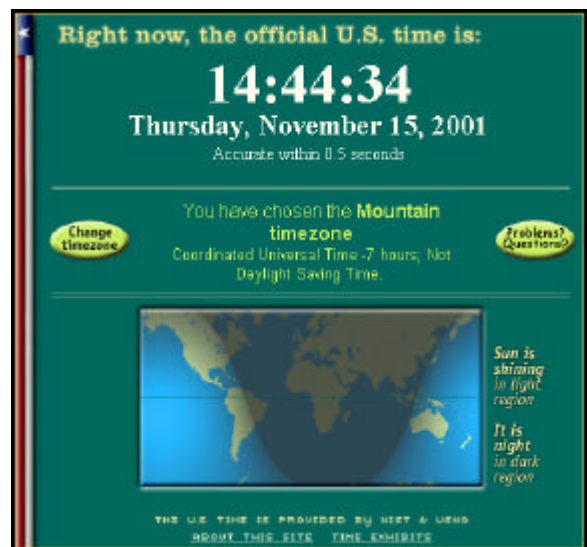 Right now, the official U.S. time is:
14:44:34
Thursday, November 15, 2001
Accurate within 0.5 seconds
Change
timezone
You have chosen the Mountain
timezone
Coordinated Universal Time -7 hours; Not
Daylight Saving Time.
Problems?
Questions?
Sun is
shining
in light
region
It is
night
in dark
region
THE U.S. TIME IS PROVIDED BY NIST & USNO
ABOUT THIS SITE TIME EXHIBITS